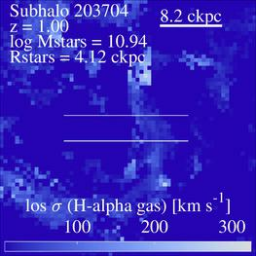 Subhalo 203704
8.2 ckpc
z = 1.00
log Mstars = 10.94
Rstars = 4.12 ckpc
los σ (H-alpha gas) [km s⁻¹]
100 200 300